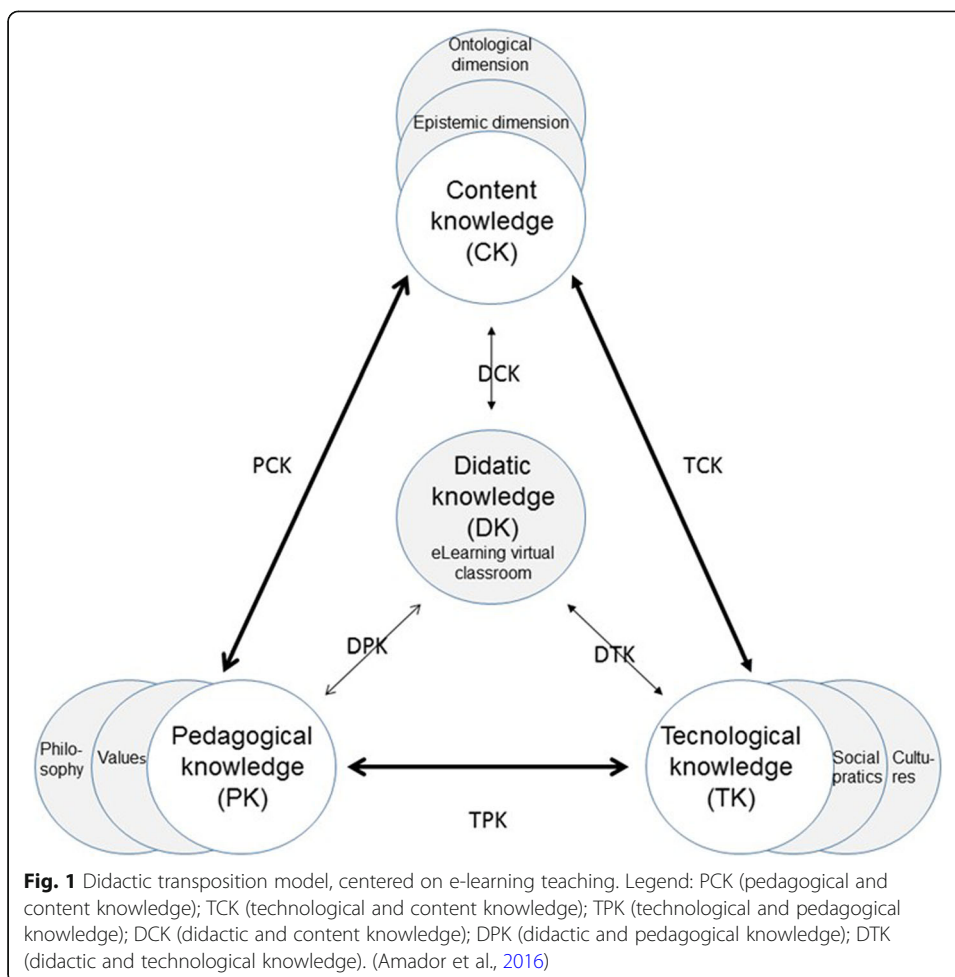 Ontological
dimension
Epistemic dimension
Content
knowledge
(CK)
DCK
PCK
TCK
Didatic
knowledge
(DK)
eLearning virtual
classroom
DPK
DTK
Philo-
sophy
Values
Pedagogical
knowledge
(PK)
Tecnological
knowledge
(TK)
Social
pratics
Cultu-
res
TPK
Fig. 1 Didactic transposition model, centered on e-learning teaching. Legend: PCK (pedagogical and
content knowledge); TCK (technological and content knowledge); TPK (technological and pedagogical
knowledge); DCK (didactic and content knowledge); DPK (didactic and pedagogical knowledge); DTK
(didactic and technological knowledge). (Amador et al., 2016)